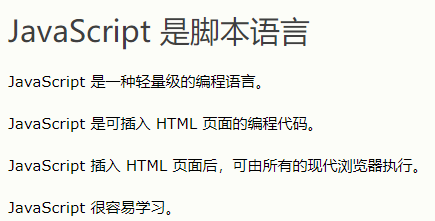 JavaScript 是脚本语言
JavaScript 是一种轻量级的编程语言。
JavaScript 是可插入 HTML 页面的编程代码。
JavaScript 插入 HTML 页面后，可由所有的现代浏览器执行。
JavaScript 很容易学习。